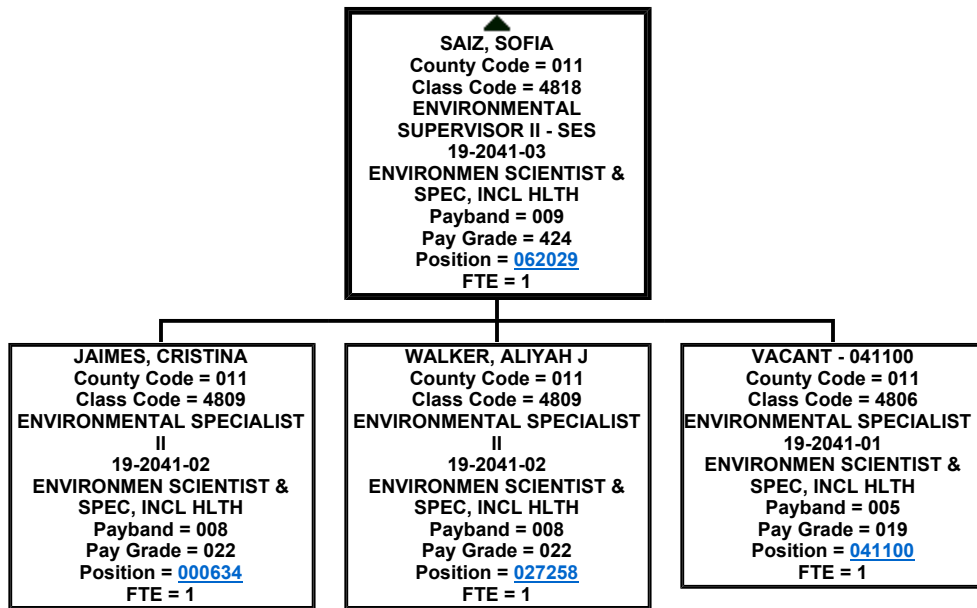 SAIZ, SOFIA
County Code = 011
Class Code = 4818
ENVIRONMENTAL
SUPERVISOR II - SES
19-2041-03
ENVIRONMEN SCIENTIST &
SPEC, INCL HLTH
Payband = 009
Pay Grade = 424
Position = 062029
FTE = 1
JAIMES, CRISTINA
County Code = 011
Class Code = 4809
ENVIRONMENTAL SPECIALIST
II
19-2041-02
ENVIRONMEN SCIENTIST &
SPEC, INCL HLTH
Payband = 008
Pay Grade = 022
Position = 000634
FTE = 1
WALKER, ALIYAH J
County Code = 011
Class Code = 4809
ENVIRONMENTAL SPECIALIST
II
19-2041-02
ENVIRONMEN SCIENTIST &
SPEC, INCL HLTH
Payband = 008
Pay Grade = 022
Position = 027258
FTE = 1
VACANT - 041100
County Code = 011
Class Code = 4806
ENVIRONMENTAL SPECIALIST
19-2041-01
ENVIRONMEN SCIENTIST &
SPEC, INCL HLTH
Payband = 005
Pay Grade = 019
Position = 041100
FTE = 1